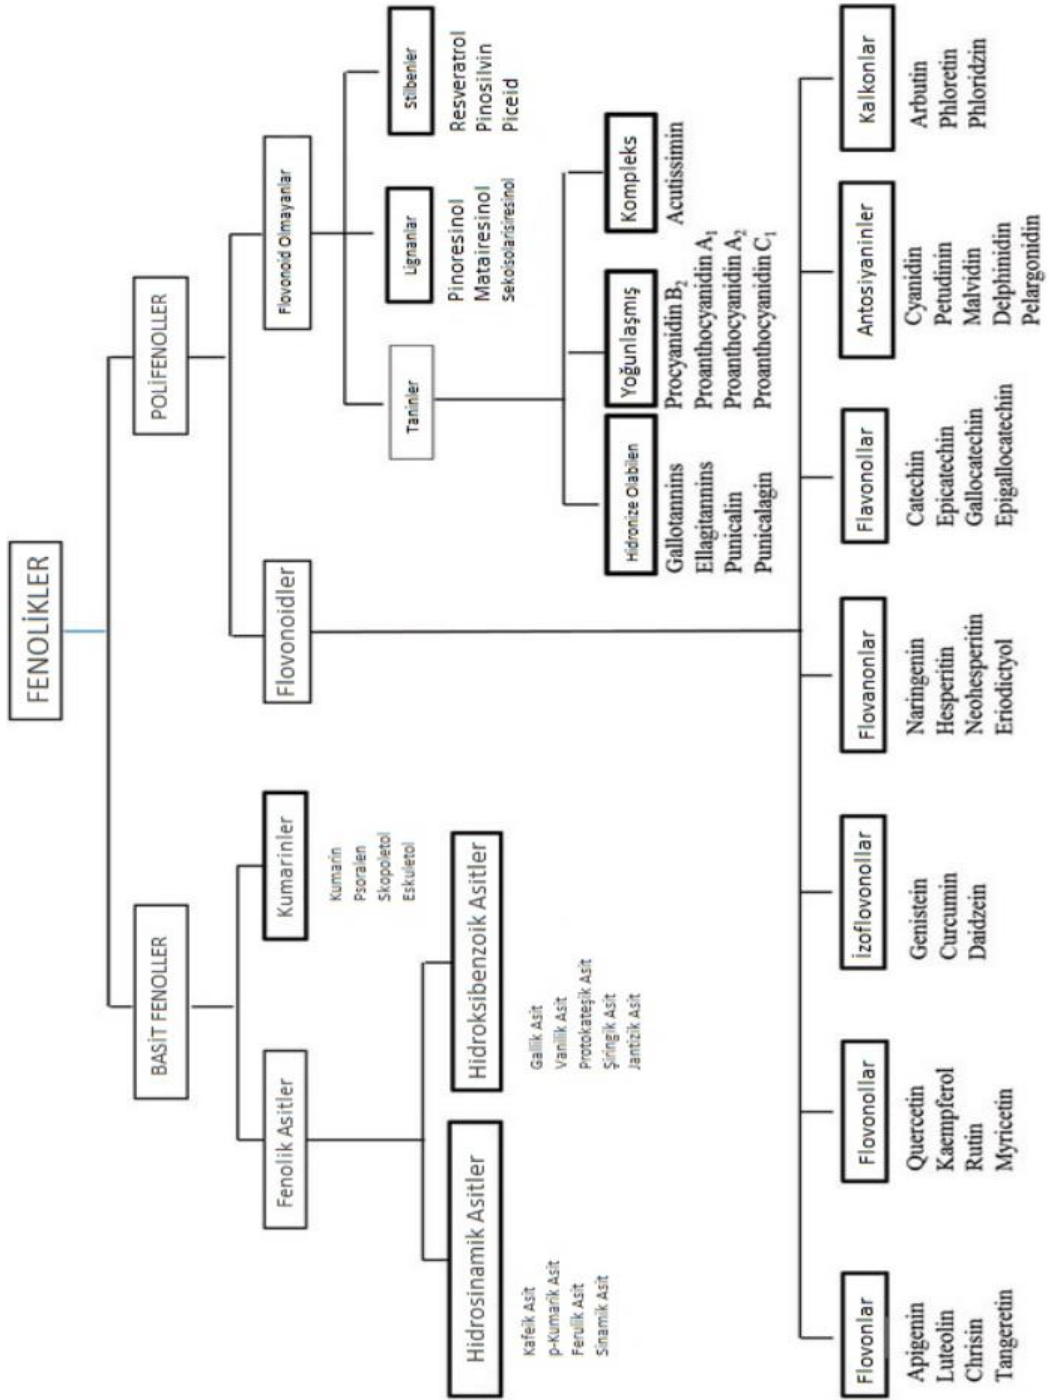 FENOLİKLER
BASİT FENOLLER
POLİFENOLLER
Fenolik Asitler
Kumarinler
Flovonoidler
Flovonoid Olmayanlar
Kumarin
Psoralen
Skopoletol
Eskuletol
Taninler
Lignanlar
Stilbenler
Pinoresinol
Matairesinol
Sekoisolarisiresinol
Resveratrol
Pinosilvin
Piceid
Hidrosinamik Asitler
Hidroksibenzoik Asitler
Kafeik Asit
p-Kumarik Asit
Ferulik Asit
Sinamik Asit
Gallik Asit
Vanilik Asit
Protokateşik Asit
Şiringik Asit
Jantizik Asit
Hidronize Olabilen
Yoğunlaşmış
Kompleks
Gallotannins
Ellagitannins
Punicalin
Punicalagin
Procyanidin B2
Proanthocyanidin A1
Proanthocyanidin A2
Proanthocyanidin C1
Acutissimin
Flovonlar
Flovonollar
İzoflovonollar
Flovanonlar
Flavanollar
Antosiyaninler
Kalkonlar
Apigenin
Luteolin
Chrisin
Tangeretin
Quercetin
Kaempferol
Rutin
Myricetin
Genistein
Curcumin
Daidzein
Naringenin
Hesperitin
Neohesperitin
Eriodictyol
Catechin
Epicatechin
Gallocatechin
Epigallocatechin
Cyanidin
Petudinin
Malvidin
Delphinidin
Pelargonidin
Arbutin
Phloretin
Phloridzin